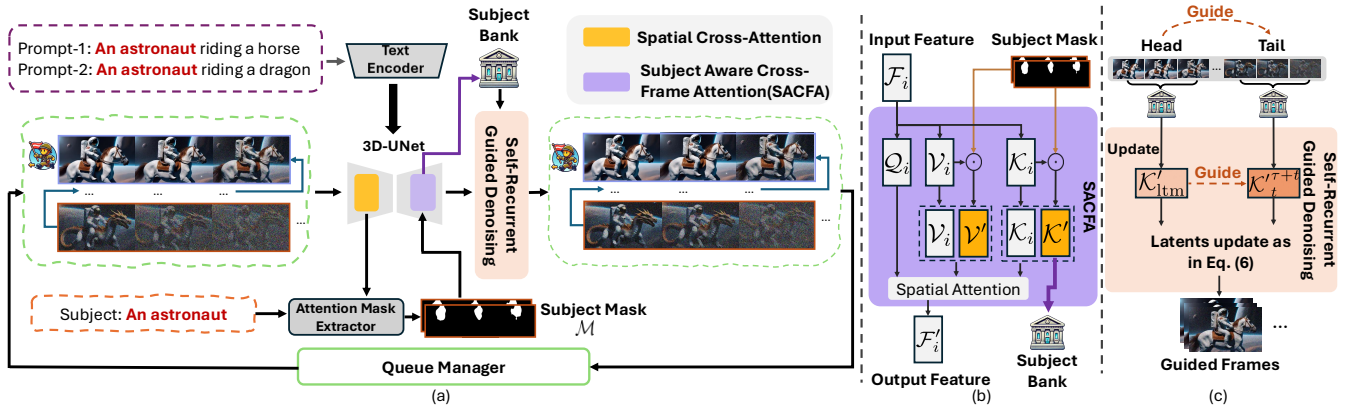 Prompt-1: An astronaut riding a horse
Prompt-2: An astronaut riding a dragon
Text
Encoder
Subject
Bank
Spatial Cross-Attention
Subject Aware Cross-
Frame Attention(SACFA)
3D-UNet
Self-Recurrent
Guided Denoising
...
...
...
...
...
...
Subject: An astronaut
Attention Mask
Extractor
Subject Mask
ℳ
Queue Manager
(a)
Input Feature
Subject Mask
ℱᵢ
𝒬ᵢ
𝒱ᵢ
𝒦ᵢ
𝒱ᵢ
𝒱′
𝒦ᵢ
𝒦′
SACFA
Spatial Attention
ℱ′ᵢ
Output Feature
Subject
Bank
(b)
Guide
Head
Tail
...
Update
𝒦′ltm
Guide
𝒦′ₜ^{τ+t}
Self-Recurrent
Guided Denoising
Latents update as
in Eq. (6)
...
Guided Frames
(c)